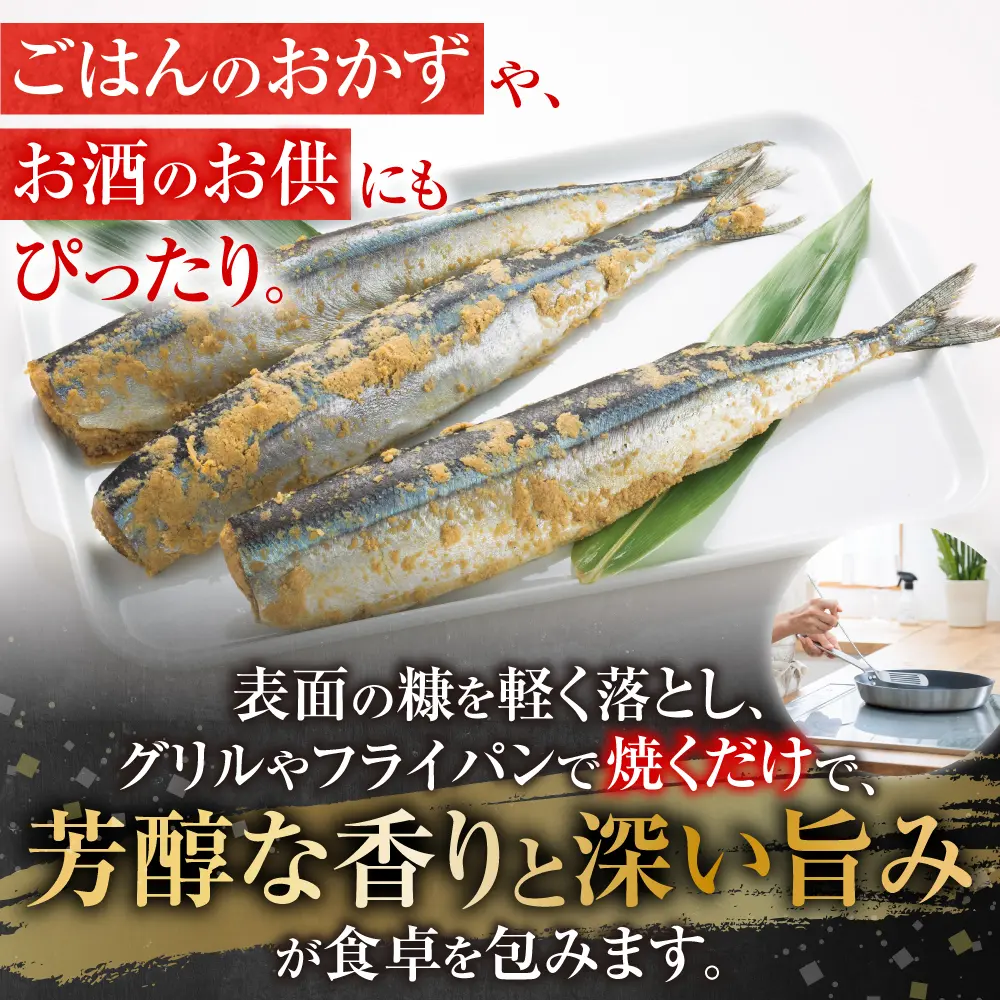 ごはんのおかずや、
お酒のお供にも
ぴったり。
表面の糠を軽く落とし、
グリルやフライパンで焼くだけで、
芳醇な香りと深い旨み
が食卓を包みます。